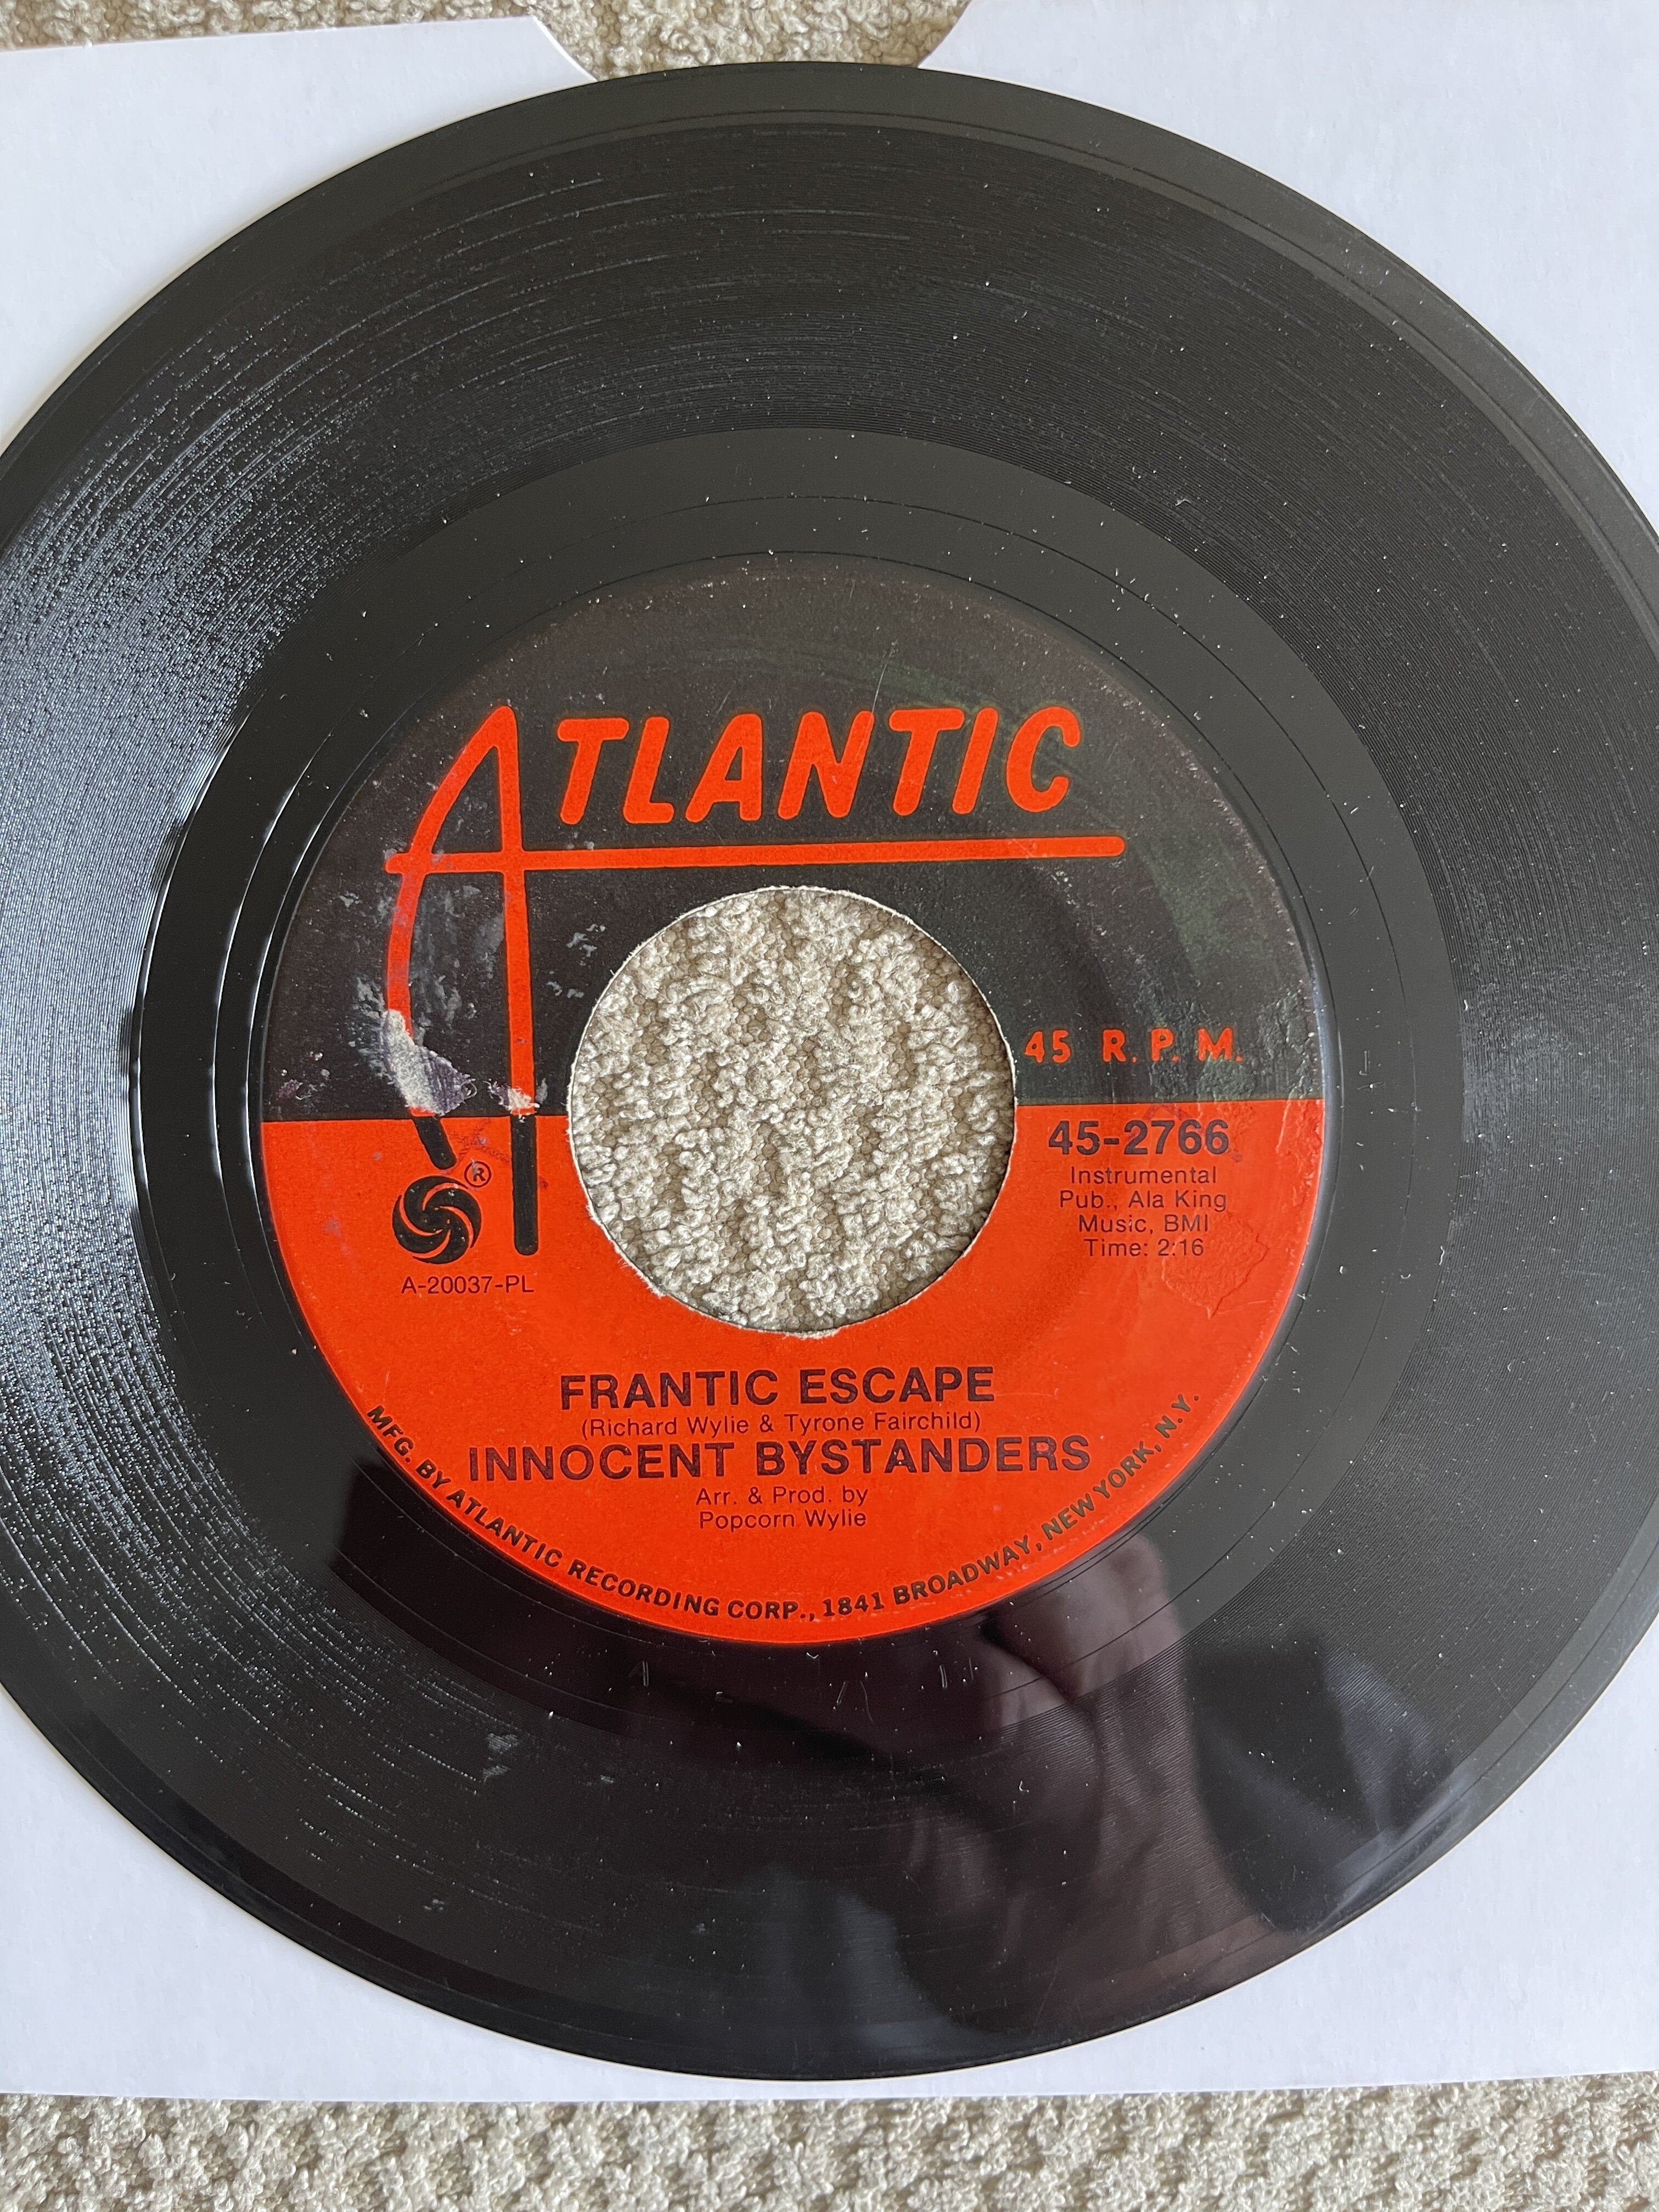 ATLANTIC
45 R.P.M.
45-2766
Instrumental
Pub., Ala King
Music, BMI
Time: 2:16
®
A-20037-PL
FRANTIC ESCAPE
(Richard Wylie & Tyrone Fairchild)
INNOCENT BYSTANDERS
Arr. & Prod. by
Popcorn Wylie
MFG. BY ATLANTIC RECORDING CORP., 1841 BROADWAY, NEW YORK, N.Y.